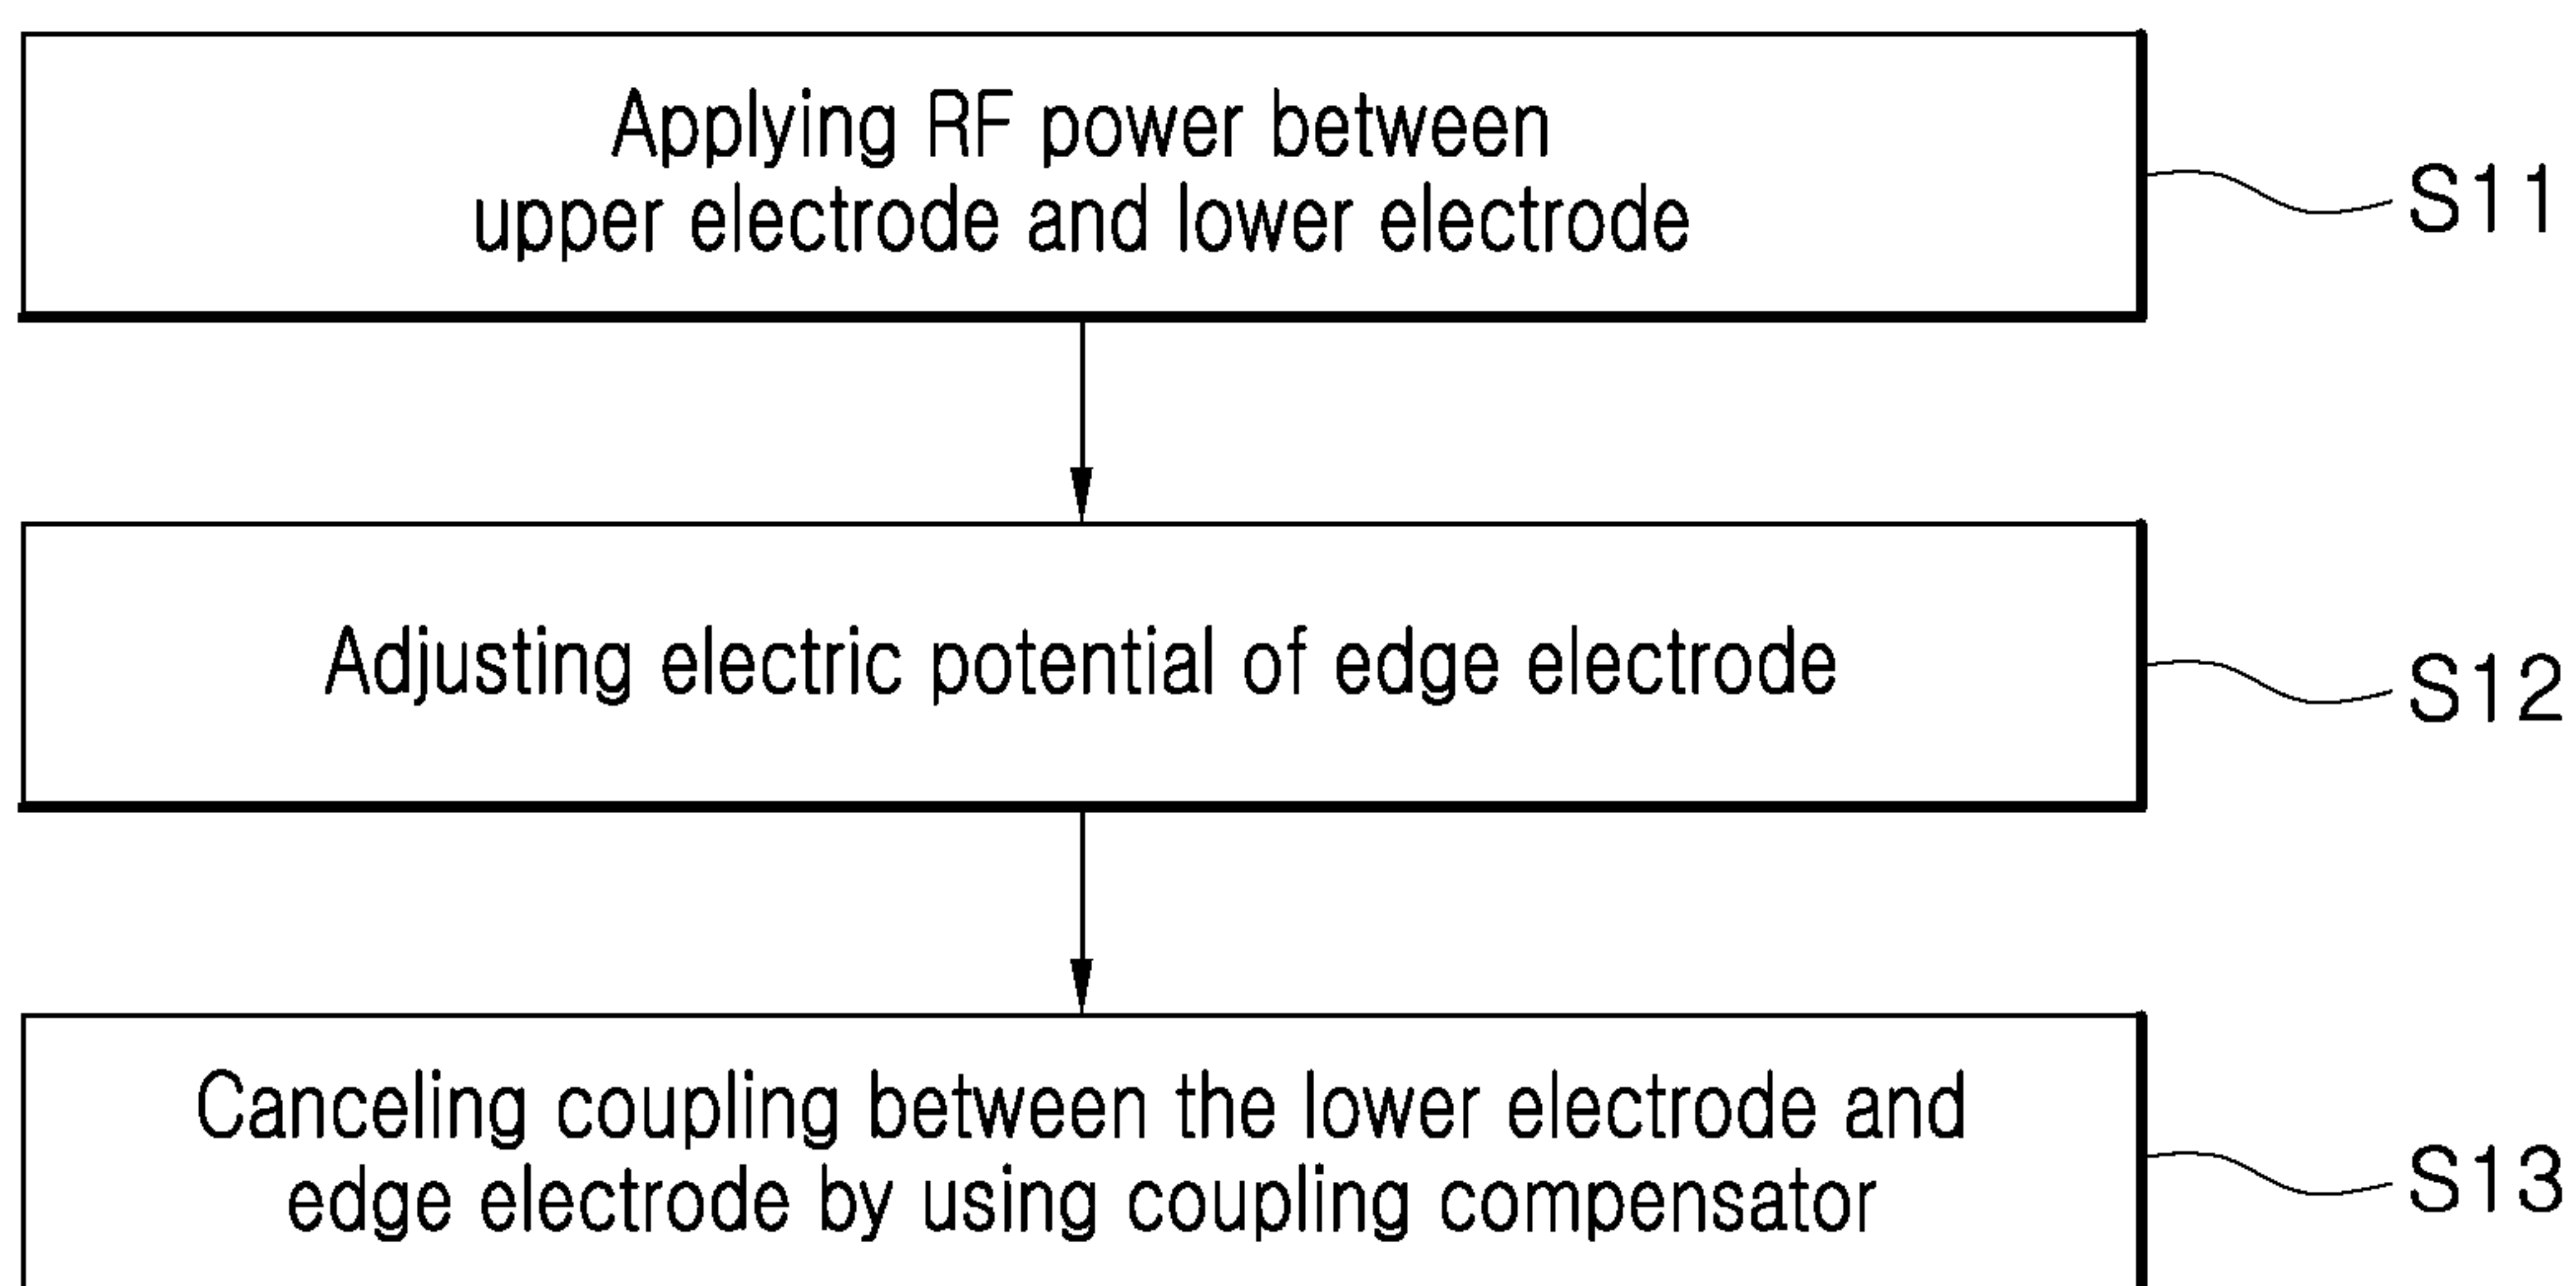 Applying RF power between
upper electrode and lower electrode
S11
Adjusting electric potential of edge electrode
S12
Canceling coupling between the lower electrode and
edge electrode by using coupling compensator
S13